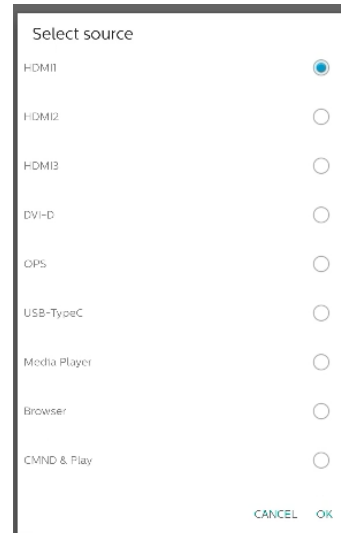 Select source
HDMI1
HDMI2
HDMI3
DVI-D
OPS
USB-TypeC
Media Player
Browser
CMND & Play
CANCEL OK